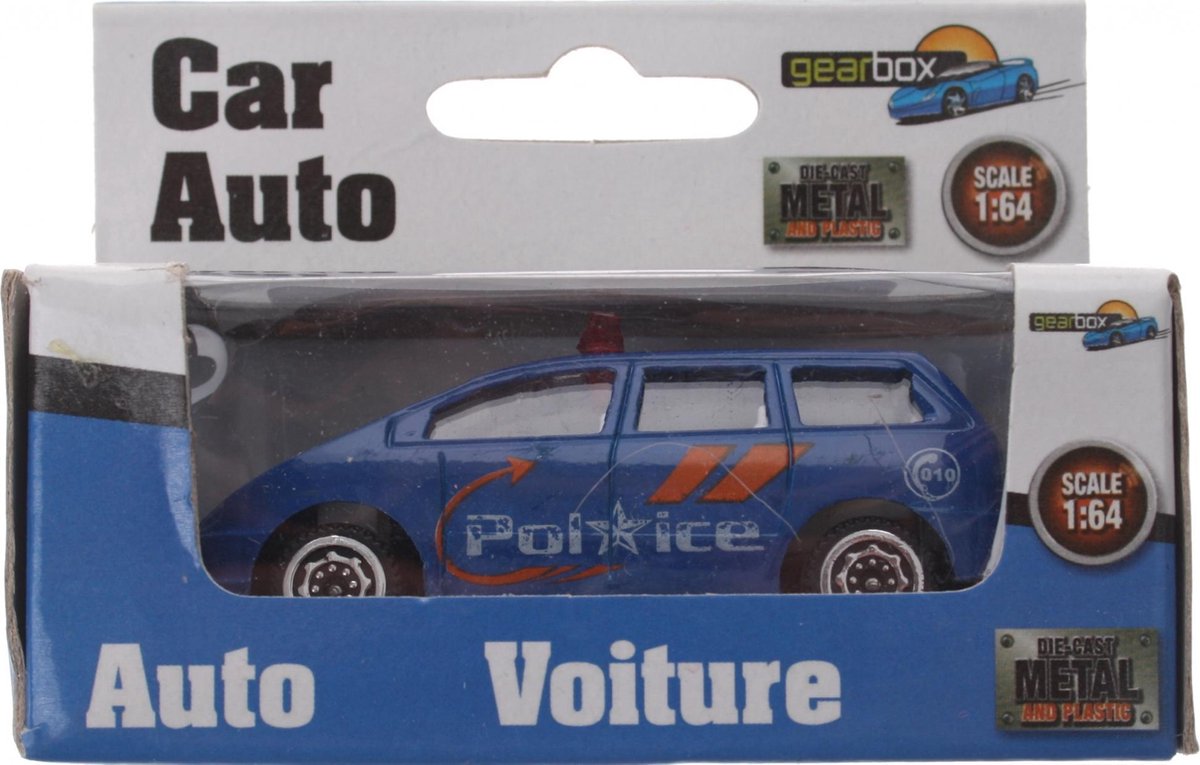 Car
Auto
gearbox
DIE-CAST
METAL
AND PLASTIC
SCALE
1:64
gearbox
SCALE
1:64
010
Pol★ice
Auto
Voiture
DIE-CAST
METAL
AND PLASTIC